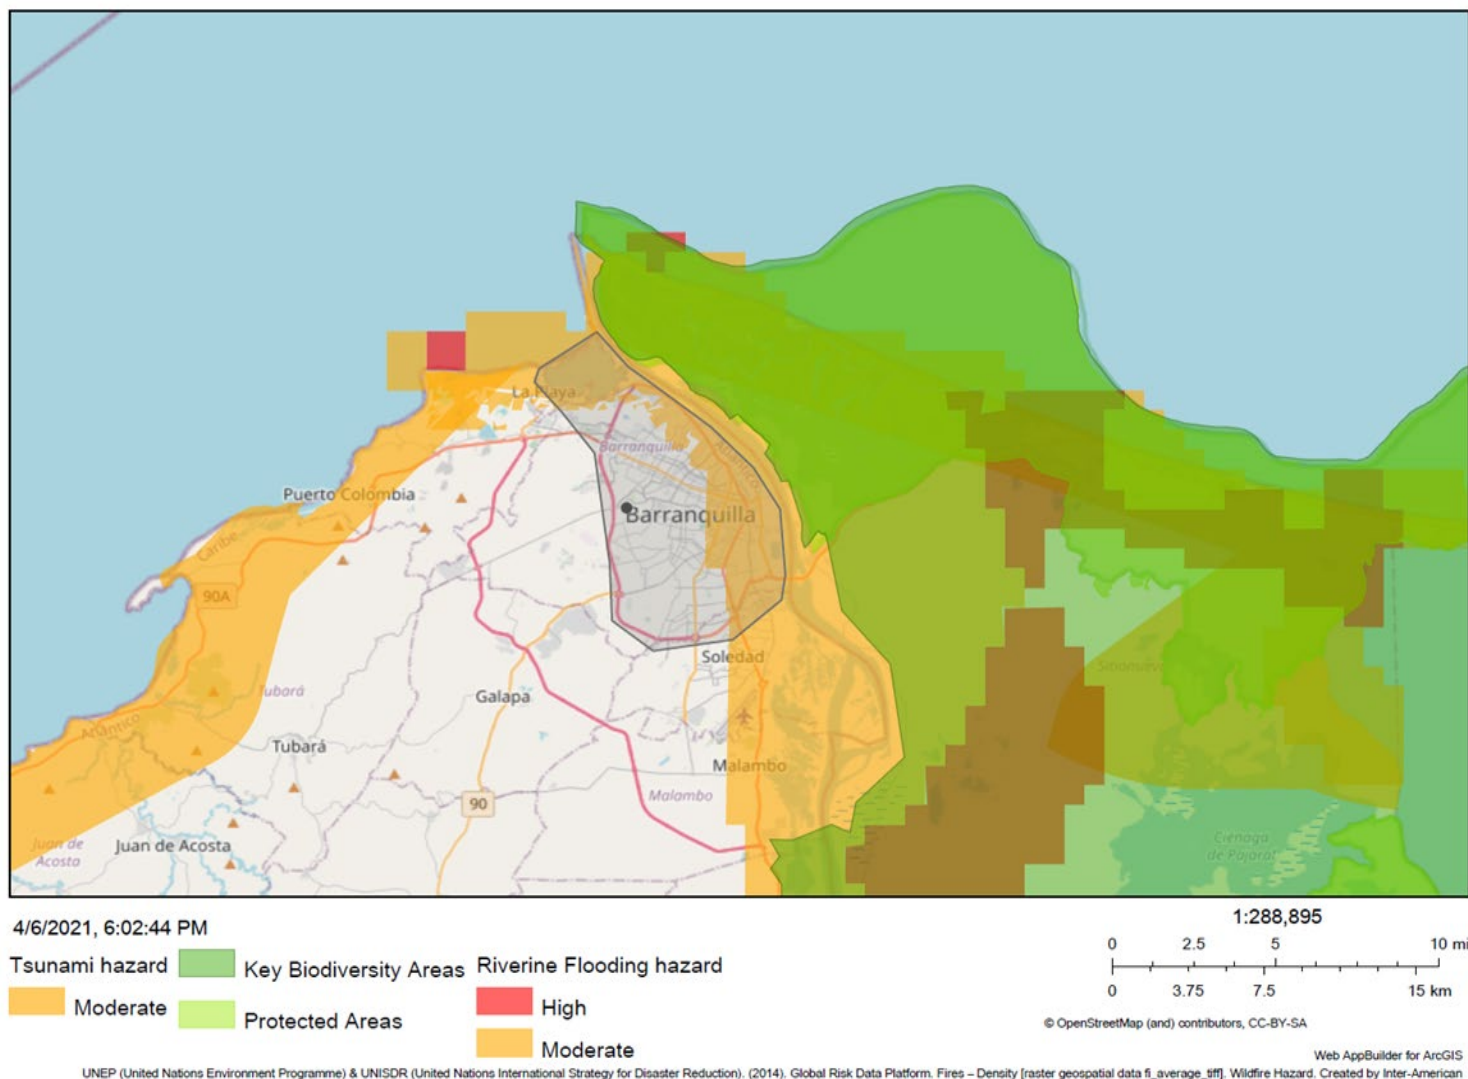 La Playa
Barranquilla
Atlántico
Puerto Colombia
Barranquilla
Caribe
90A
Sitionuevo
Soledad
Tubará
Galapa
Atlántico
Tubará
Malambo
90
Malambo
Juan de
Acosta
Juan de Acosta
Ciénaga
de Pajaral
4/6/2021, 6:02:44 PM
1:288,895
0 2.5 5 10 mi
0 3.75 7.5 15 km
Tsunami hazard
Moderate
Key Biodiversity Areas
Protected Areas
Riverine Flooding hazard
High
Moderate
© OpenStreetMap (and) contributors, CC-BY-SA
Web AppBuilder for ArcGIS
UNEP (United Nations Environment Programme) & UNISDR (United Nations International Strategy for Disaster Reduction). (2014). Global Risk Data Platform. Fires – Density [raster geospatial data fi_average_tiff]. Wildfire Hazard. Created by Inter-American